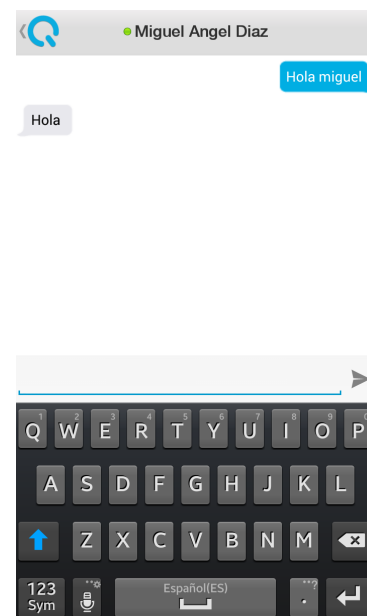 Miguel Angel Diaz
Hola miguel
Hola
1 2 3 4 5 6 7 8 9 0
Q W E R T Y U I O P
A S D F G H J K L
Z X C V B N M
123
Sym
Español(ES)
. ?